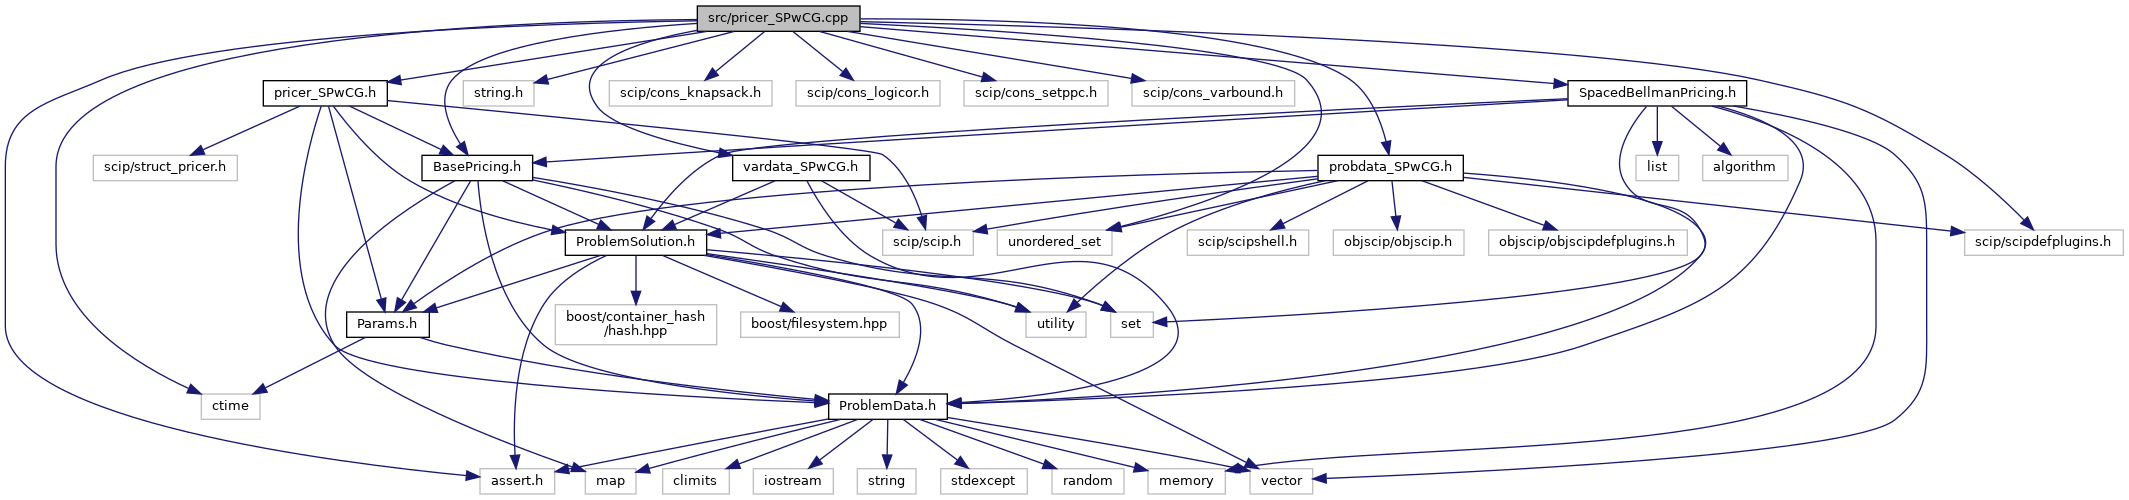 src/pricer_SPwCG.cpp
pricer_SPwCG.h
string.h
scip/cons_knapsack.h
scip/cons_logicor.h
scip/cons_setppc.h
scip/cons_varbound.h
SpacedBellmanPricing.h
scip/struct_pricer.h
BasePricing.h
vardata_SPwCG.h
probdata_SPwCG.h
list
algorithm
ProblemSolution.h
scip/scip.h
unordered_set
scip/scipshell.h
objscip/objscip.h
objscip/objscipdefplugins.h
scip/scipdefplugins.h
Params.h
boost/container_hash
/hash.hpp
boost/filesystem.hpp
utility
set
ctime
ProblemData.h
assert.h
map
climits
iostream
string
stdexcept
random
memory
vector